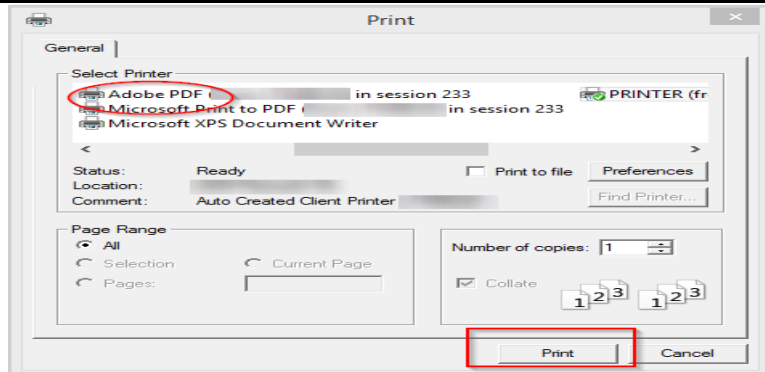 Print
General
Select Printer
Adobe PDF ( in session 233 PRINTER (fr
Microsoft Print to PDF ( in session 233
Microsoft XPS Document Writer
Status: Ready Print to file Preferences
Location: Find Printer...
Comment: Auto Created Client Printer
Page Range
All Number of copies: 1
Selection Current Page
Pages: Collate
1 2 3 1 2 3
Print Cancel